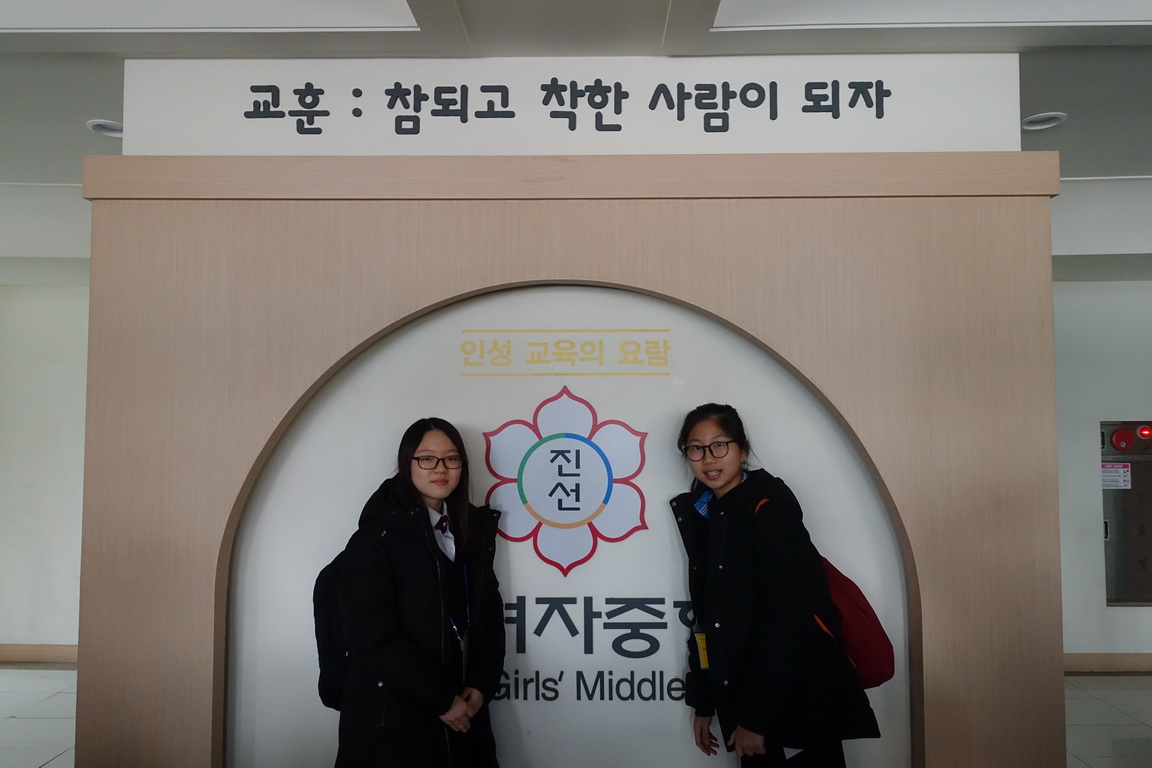 교훈 : 참되고 착한 사람이 되자
인성 교육의 요람
진
선
여자중
Girls' Middle